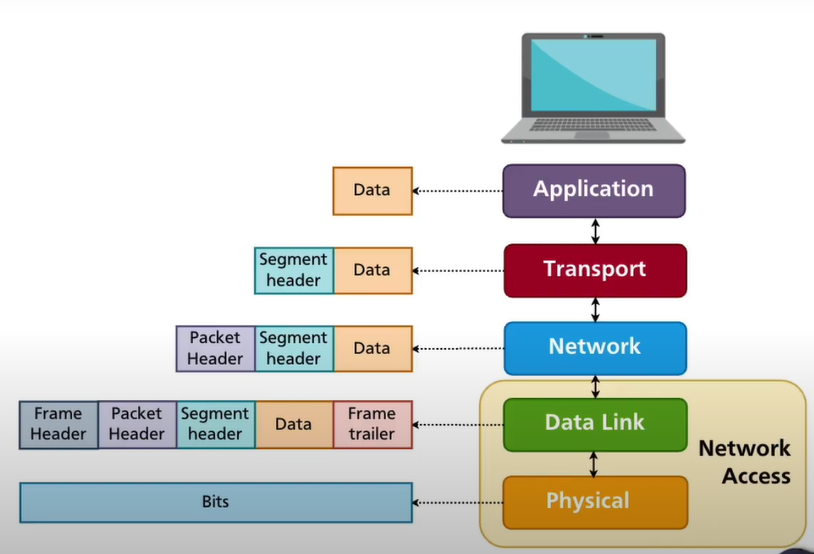 Data
Application
Segment
header
Data
Transport
Packet
Header
Segment
header
Data
Network
Frame
Header
Packet
Header
Segment
header
Data
Frame
trailer
Data Link
Network
Access
Bits
Physical